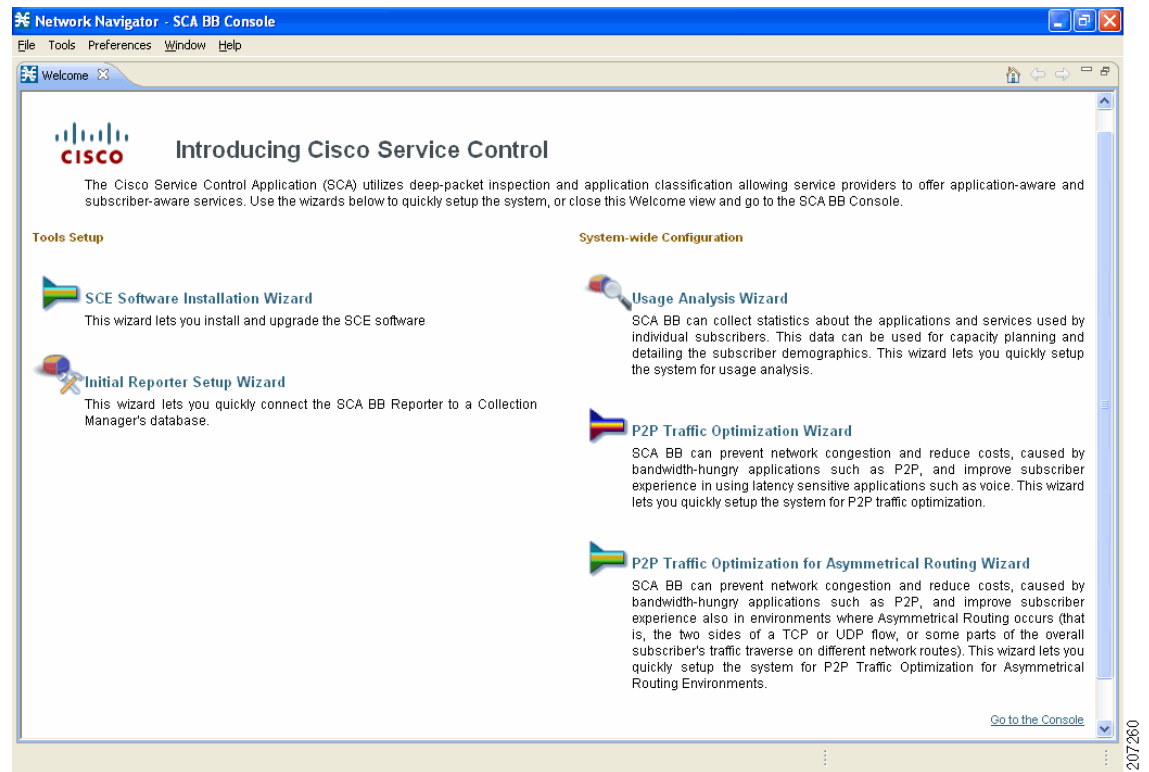 Network Navigator - SCA BB Console
File Tools Preferences Window Help
Welcome
CISCO
Introducing Cisco Service Control
The Cisco Service Control Application (SCA) utilizes deep-packet inspection and application classification allowing service providers to offer application-aware and
subscriber-aware services. Use the wizards below to quickly setup the system, or close this Welcome view and go to the SCA BB Console.
Tools Setup
SCE Software Installation Wizard
This wizard lets you install and upgrade the SCE software
Initial Reporter Setup Wizard
This wizard lets you quickly connect the SCA BB Reporter to a Collection
Manager's database.
System-wide Configuration
Usage Analysis Wizard
SCA BB can collect statistics about the applications and services used by
individual subscribers. This data can be used for capacity planning and
detailing the subscriber demographics. This wizard lets you quickly setup
the system for usage analysis.
P2P Traffic Optimization Wizard
SCA BB can prevent network congestion and reduce costs, caused by
bandwidth-hungry applications such as P2P, and improve subscriber
experience in using latency sensitive applications such as voice. This wizard
lets you quickly setup the system for P2P traffic optimization.
P2P Traffic Optimization for Asymmetrical Routing Wizard
SCA BB can prevent network congestion and reduce costs, caused by
bandwidth-hungry applications such as P2P, and improve subscriber
experience also in environments where Asymmetrical Routing occurs (that
is, the two sides of a TCP or UDP flow, or some parts of the overall
subscriber's traffic traverse on different network routes). This wizard lets you
quickly setup the system for P2P Traffic Optimization for Asymmetrical
Routing Environments.
Go to the Console
207260